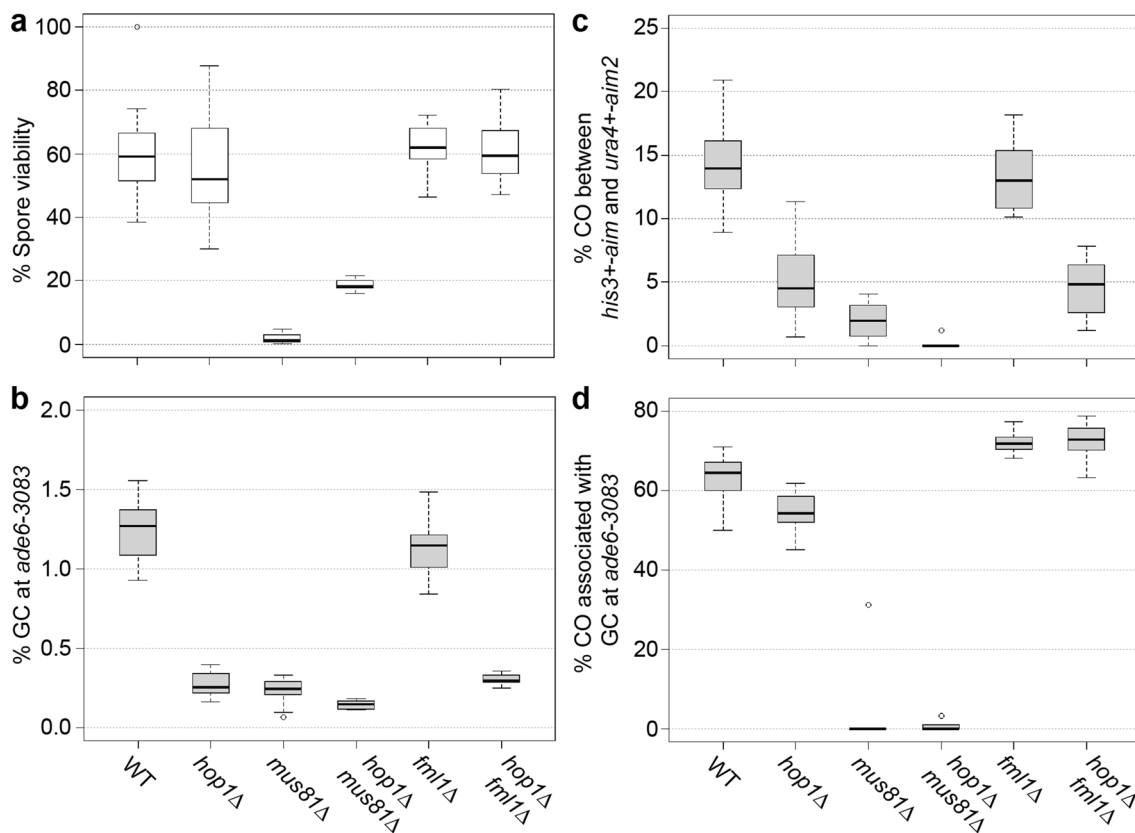 a
% Spore viability
100
80
60
40
20
0
c
% CO between
his3+-aim and ura4+-aim2
25
20
15
10
5
0
b
% GC at ade6-3083
2.0
1.5
1.0
0.5
0.0
WT
hop1Δ
mus81Δ
hop1Δ
mus81Δ
fml1Δ
hop1Δ
fml1Δ
d
% CO associated with
GC at ade6-3083
80
60
40
20
0
WT
hop1Δ
mus81Δ
hop1Δ
mus81Δ
fml1Δ
hop1Δ
fml1Δ